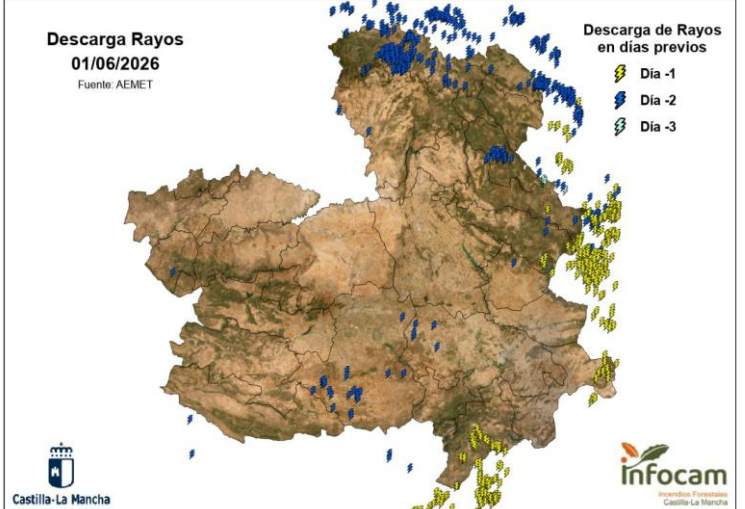 Descarga Rayos
01/06/2026
Fuente: AEMET
Descarga de Rayos
en días previos
Día -1
Día -2
Día -3
Castilla-La Mancha
infocam
Incendios Forestales
Castilla-La Mancha